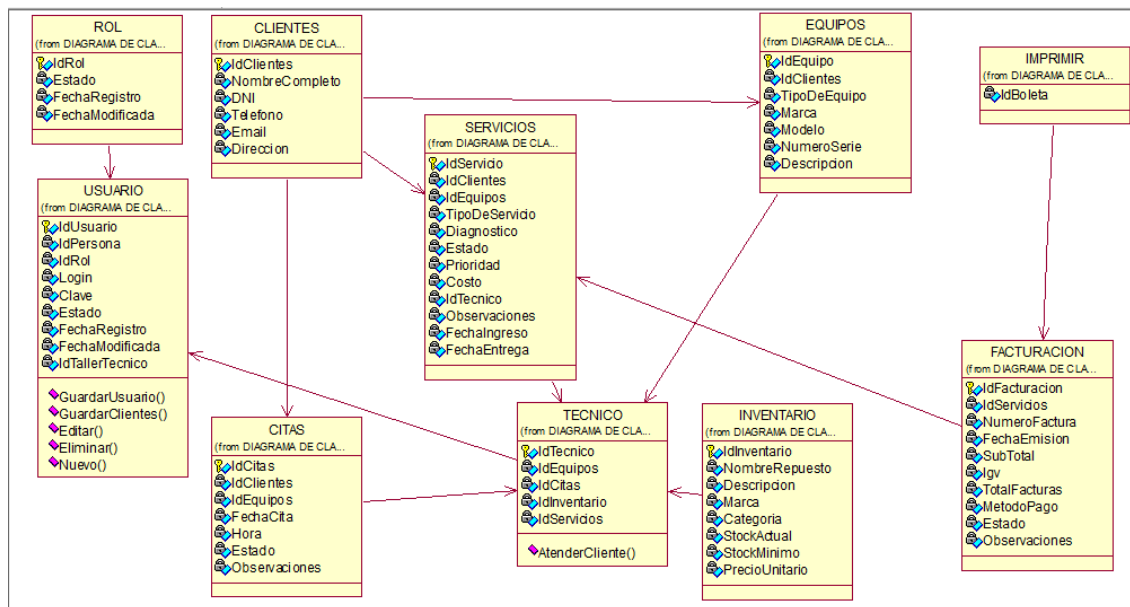 ROL
(from DIAGRAMA DE CLA...
IdRol
Estado
FechaRegistro
FechaModificada
CLIENTES
(from DIAGRAMA DE CLA...
IdClientes
NombreCompleto
DNI
Telefono
Email
Direccion
EQUIPOS
(from DIAGRAMA DE CLA...
IdEquipo
IdClientes
TipoDeEquipo
Marca
Modelo
NumeroSerie
Descripcion
IMPRIMIR
(from DIAGRAMA DE CLA...
IdBoleta
SERVICIOS
(from DIAGRAMA DE CLA...
IdServicio
IdClientes
IdEquipos
TipoDeServicio
Diagnostico
Estado
Prioridad
Costo
IdTecnico
Observaciones
FechaIngreso
FechaEntrega
USUARIO
(from DIAGRAMA DE CLA...
IdUsuario
IdPersona
IdRol
Login
Clave
Estado
FechaRegistro
FechaModificada
IdTallerTecnico
GuardarUsuario()
GuardarClientes()
Editar()
Eliminar()
Nuevo()
CITAS
(from DIAGRAMA DE CLA...
IdCitas
IdClientes
IdEquipos
FechaCita
Hora
Estado
Observaciones
TECNICO
(from DIAGRAMA DE CLA...
IdTecnico
IdEquipos
IdCitas
IdInventario
IdServicios
AtenderCliente()
INVENTARIO
(from DIAGRAMA DE CLA...
IdInventario
NombreRepuesto
Descripcion
Marca
Categoria
StockActual
StockMinimo
PrecioUnitario
FACTURACION
(from DIAGRAMA DE CLA...
IdFacturacion
IdServicios
NumeroFactura
FechaEmision
SubTotal
Igv
TotalFacturas
MetodoPago
Estado
Observaciones